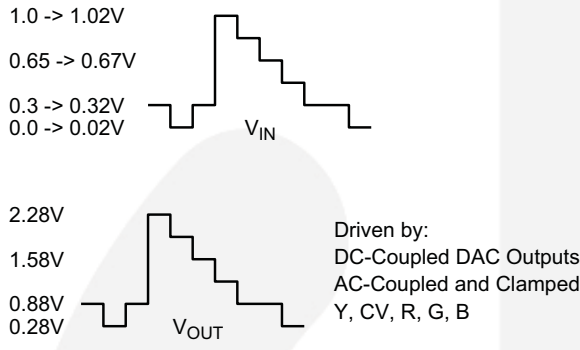 1.0 -> 1.02V
0.65 -> 0.67V
0.3 -> 0.32V
0.0 -> 0.02V
VIN
2.28V
1.58V
0.88V
0.28V
VOUT
Driven by:
DC-Coupled DAC Outputs
AC-Coupled and Clamped
Y, CV, R, G, B